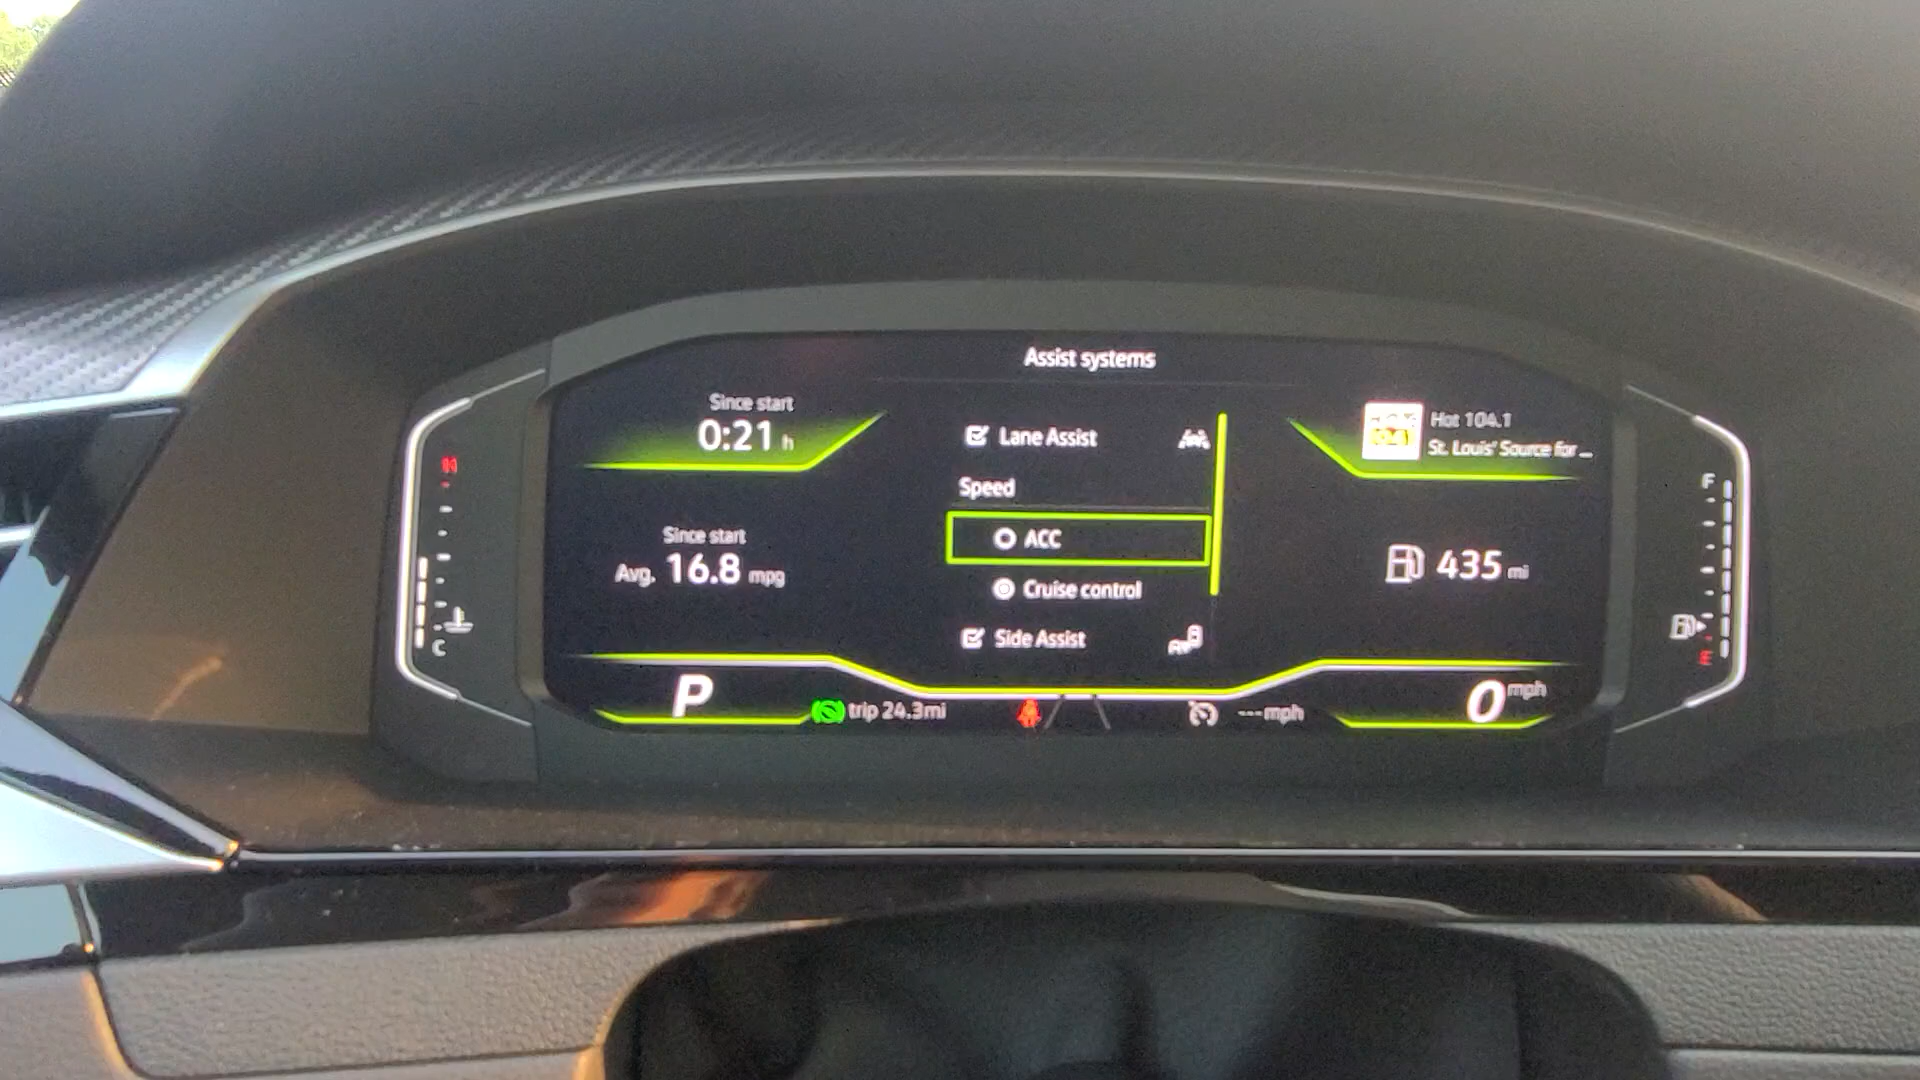 Assist systems
Since start
0:21 h
Since start
Avg. 16.8 mpg
Lane Assist
Speed
ACC
Cruise control
Side Assist
Hot 104.1
St. Louis' Source for ...
435 mi
H
C
F
E
P
trip 24.3mi
---mph
0 mph